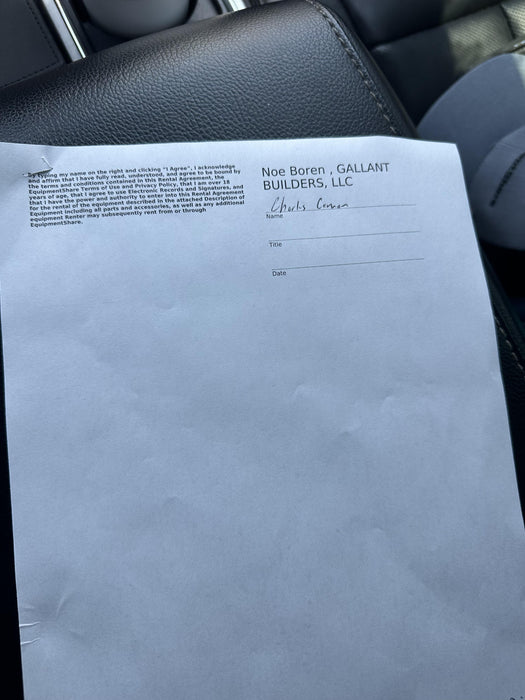 By typing my name on the right and clicking "I Agree", I acknowledge
and affirm that I have fully read, understood, and agree to be bound by
the terms and conditions contained in this Rental Agreement, the
EquipmentShare Terms of Use and Privacy Policy, that I am over 18
years of age, that I agree to use Electronic Records and Signatures, and
that I have the power and authority to enter into this Rental Agreement
for the rental of the equipment described in the attached Description of
Equipment including all parts and accessories, as well as any additional
equipment Renter may subsequently rent from or through
EquipmentShare.
Noe Boren , GALLANT
BUILDERS, LLC
Charls
Name
Title
Date